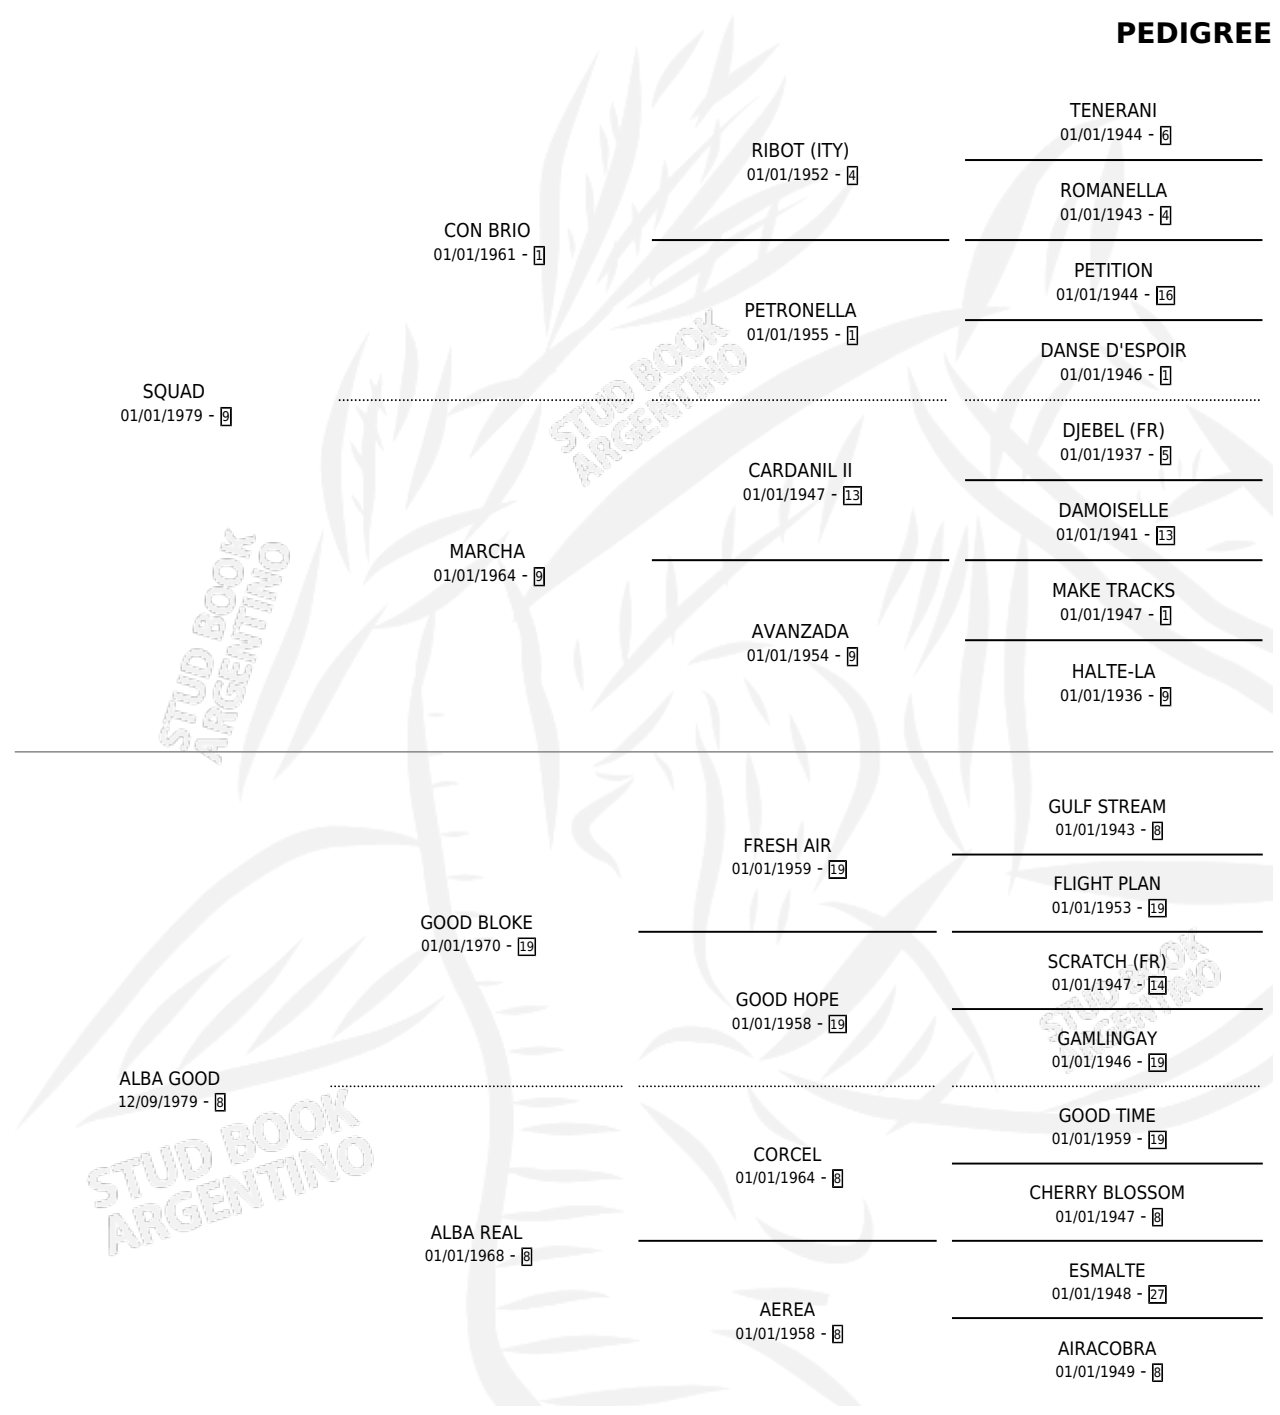 PEDIGREE
TENERANI
01/01/1944 - 6
RIBOT (ITY)
01/01/1952 - 4
ROMANELLA
01/01/1943 - 4
CON BRIO
01/01/1961 - 1
PETITION
01/01/1944 - 16
PETRONELLA
01/01/1955 - 1
DANSE D'ESPOIR
01/01/1946 - 1
SQUAD
01/01/1979 - 9
DJEBEL (FR)
01/01/1937 - 5
CARDANIL II
01/01/1947 - 13
DAMOISELLE
01/01/1941 - 13
MARCHA
01/01/1964 - 9
MAKE TRACKS
01/01/1947 - 1
AVANZADA
01/01/1954 - 9
HALTE-LA
01/01/1936 - 9
GULF STREAM
01/01/1943 - 8
FRESH AIR
01/01/1959 - 19
FLIGHT PLAN
01/01/1953 - 19
GOOD BLOKE
01/01/1970 - 19
SCRATCH (FR)
01/01/1947 - 14
GOOD HOPE
01/01/1958 - 19
GAMLINGAY
01/01/1946 - 19
ALBA GOOD
12/09/1979 - 8
GOOD TIME
01/01/1959 - 19
CORCEL
01/01/1964 - 8
CHERRY BLOSSOM
01/01/1947 - 8
ALBA REAL
01/01/1968 - 8
ESMALTE
01/01/1948 - 27
AEREA
01/01/1958 - 8
AIRACOBRA
01/01/1949 - 8
STUD BOOK
ARGENTINO
STUD BOOK
ARGENTINO
STUD BOOK
ARGENTINO
STUD BOOK
ARGENTINO